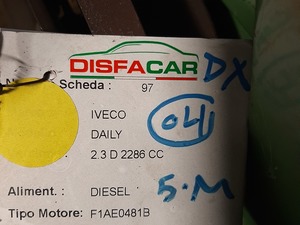 DISFACAR
DX
Scheda : 97
IVECO
04
DAILY
2.3 D 2286 CC
Aliment. : DIESEL
5.M
Tipo Motore: F1AE0481B